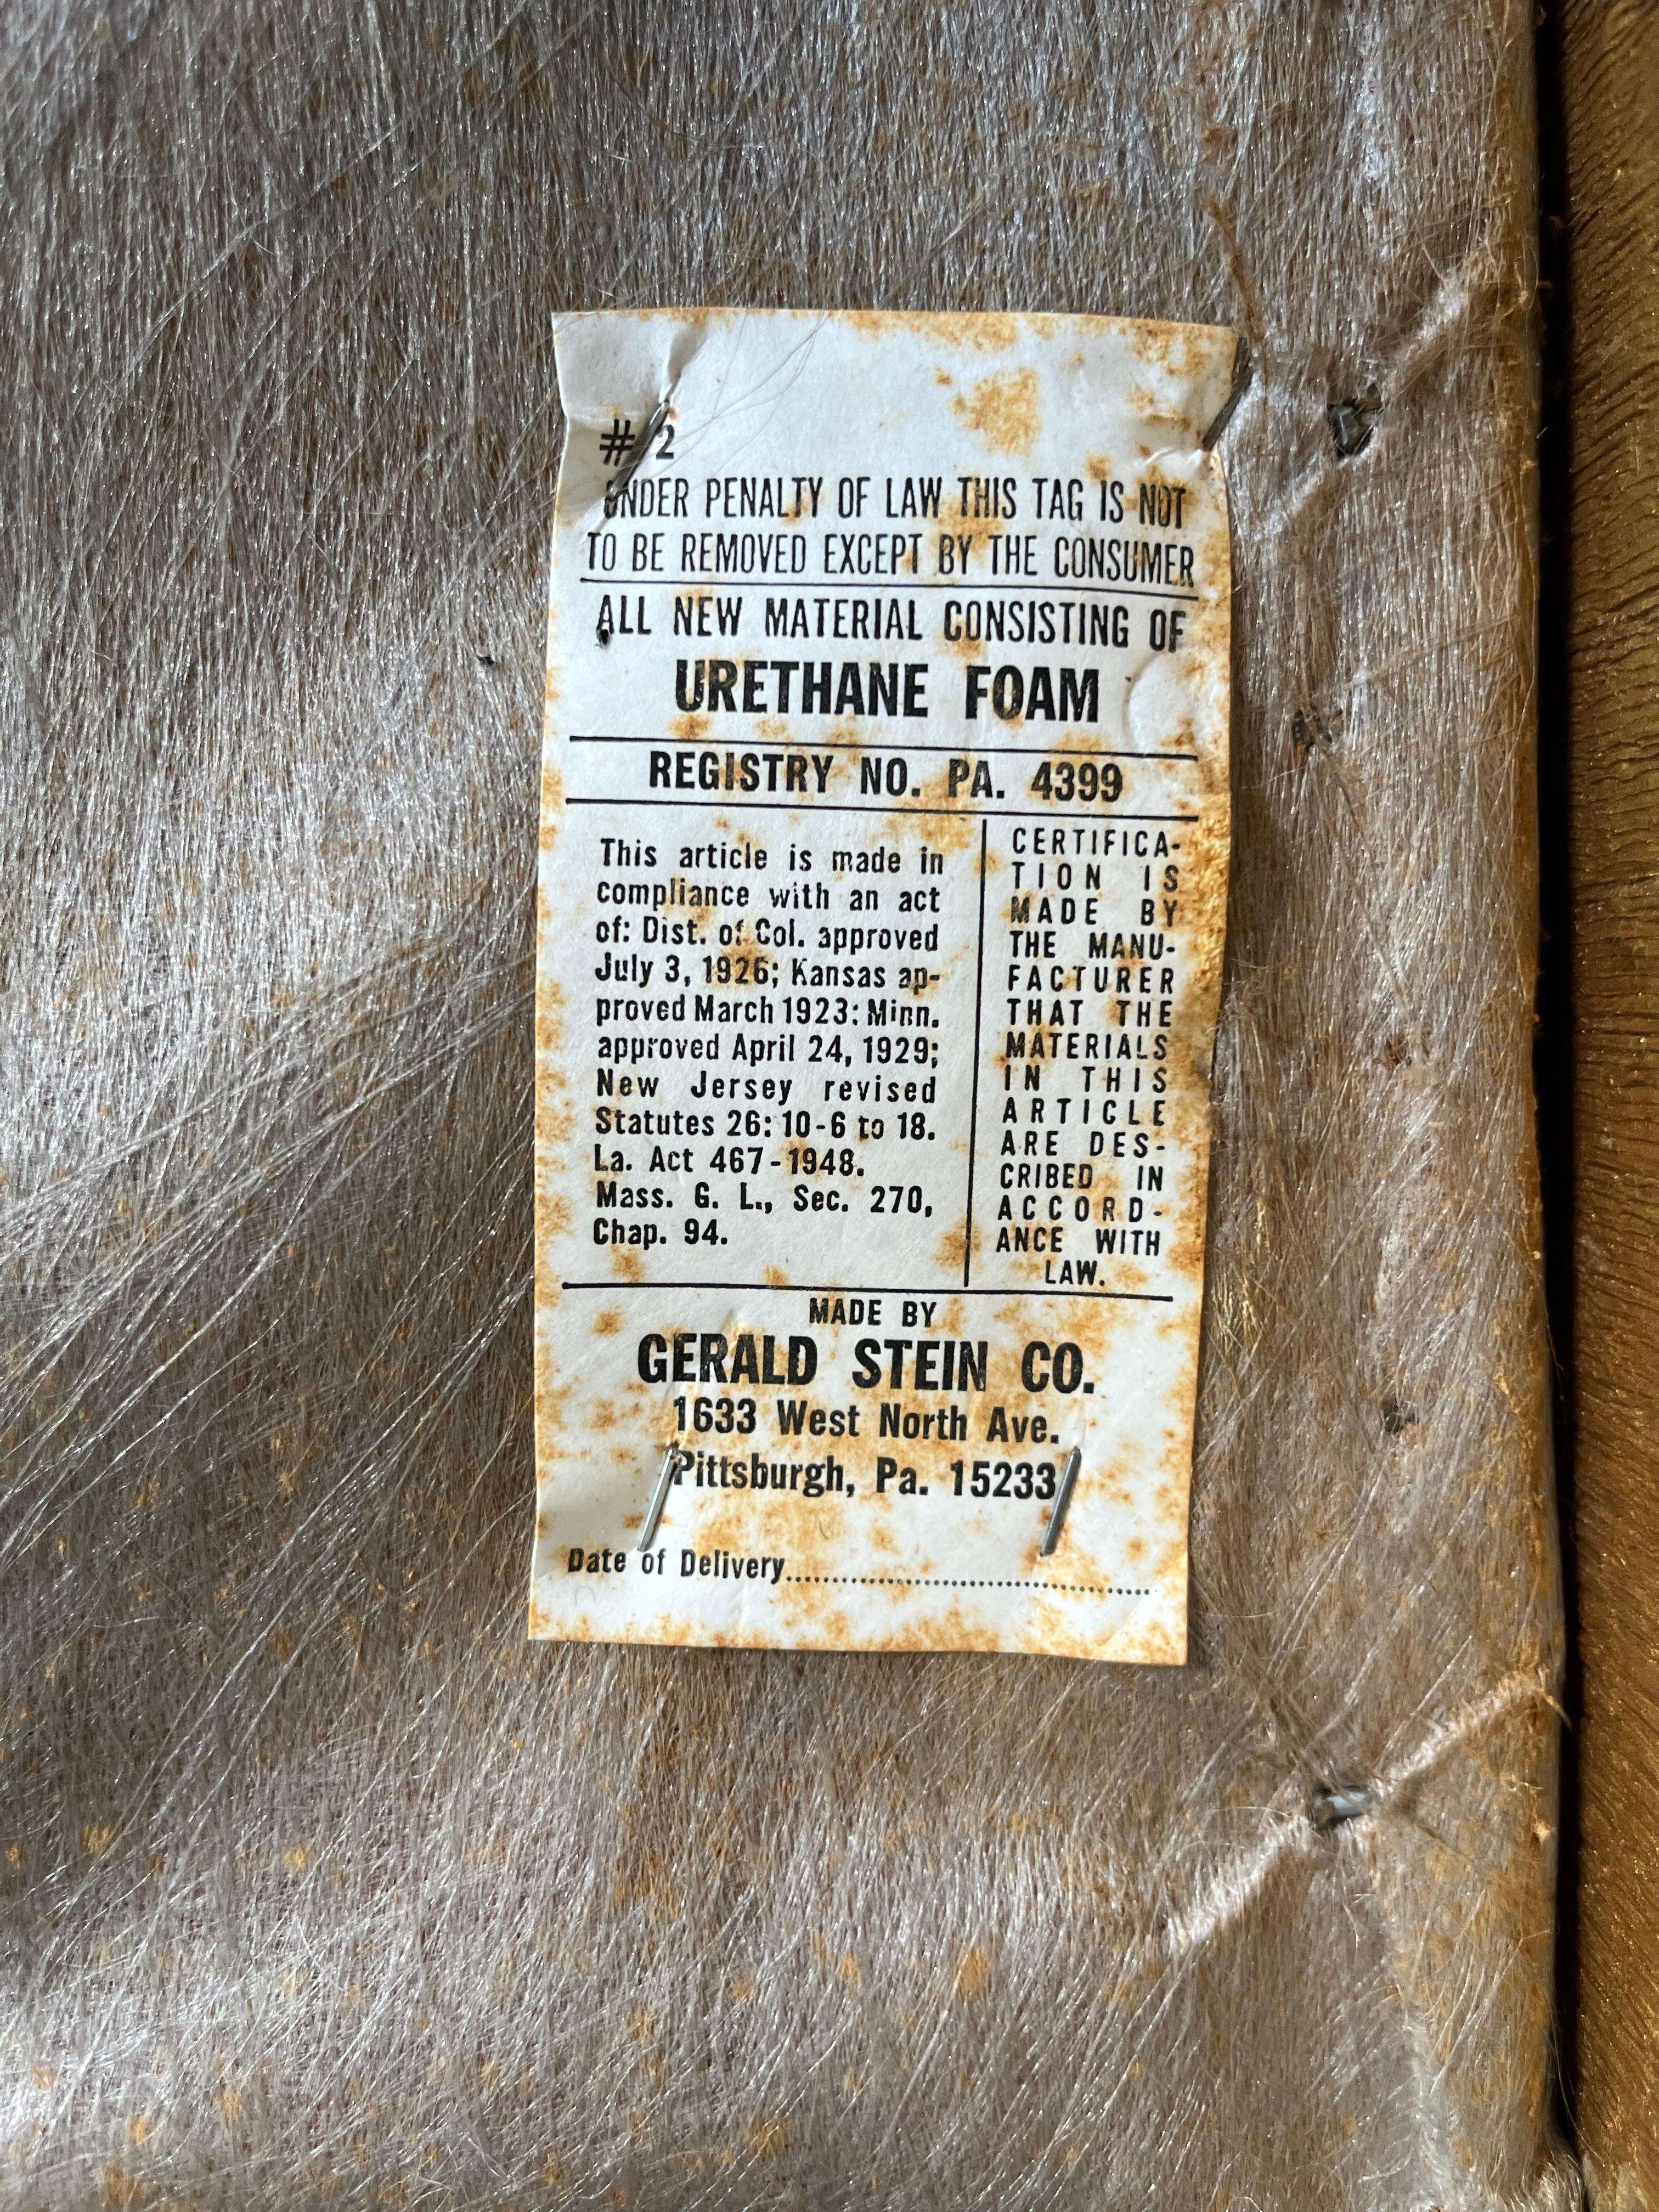 # 2
UNDER PENALTY OF LAW THIS TAG IS NOT
TO BE REMOVED EXCEPT BY THE CONSUMER
ALL NEW MATERIAL CONSISTING OF
URETHANE FOAM
REGISTRY NO. PA. 4399
This article is made in
compliance with an act
of: Dist. of Col. approved
July 3, 1926; Kansas ap-
proved March 1923: Minn.
approved April 24, 1929;
New Jersey revised
Statutes 26: 10-6 to 18.
La. Act 467-1948.
Mass. G. L., Sec. 270,
Chap. 94.
CERTIFICA-
TION IS
MADE BY
THE MANU-
FACTURER
THAT THE
MATERIALS
IN THIS
ARTICLE
ARE DES-
CRIBED IN
ACCORD-
ANCE WITH
LAW.
MADE BY
GERALD STEIN CO.
1633 West North Ave.
Pittsburgh, Pa. 15233
Date of Delivery..............................................